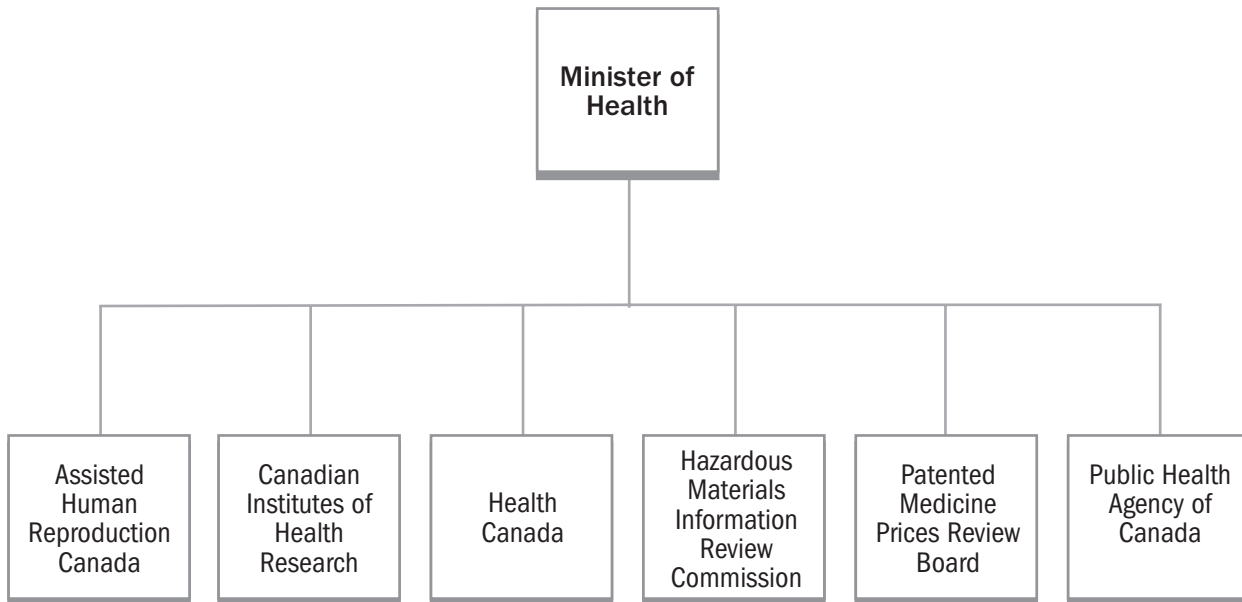 Minister of
Health
Assisted
Human
Reproduction
Canada
Canadian
Institutes of
Health
Research
Health
Canada
Hazardous
Materials
Information
Review
Commission
Patented
Medicine
Prices Review
Board
Public Health
Agency of
Canada